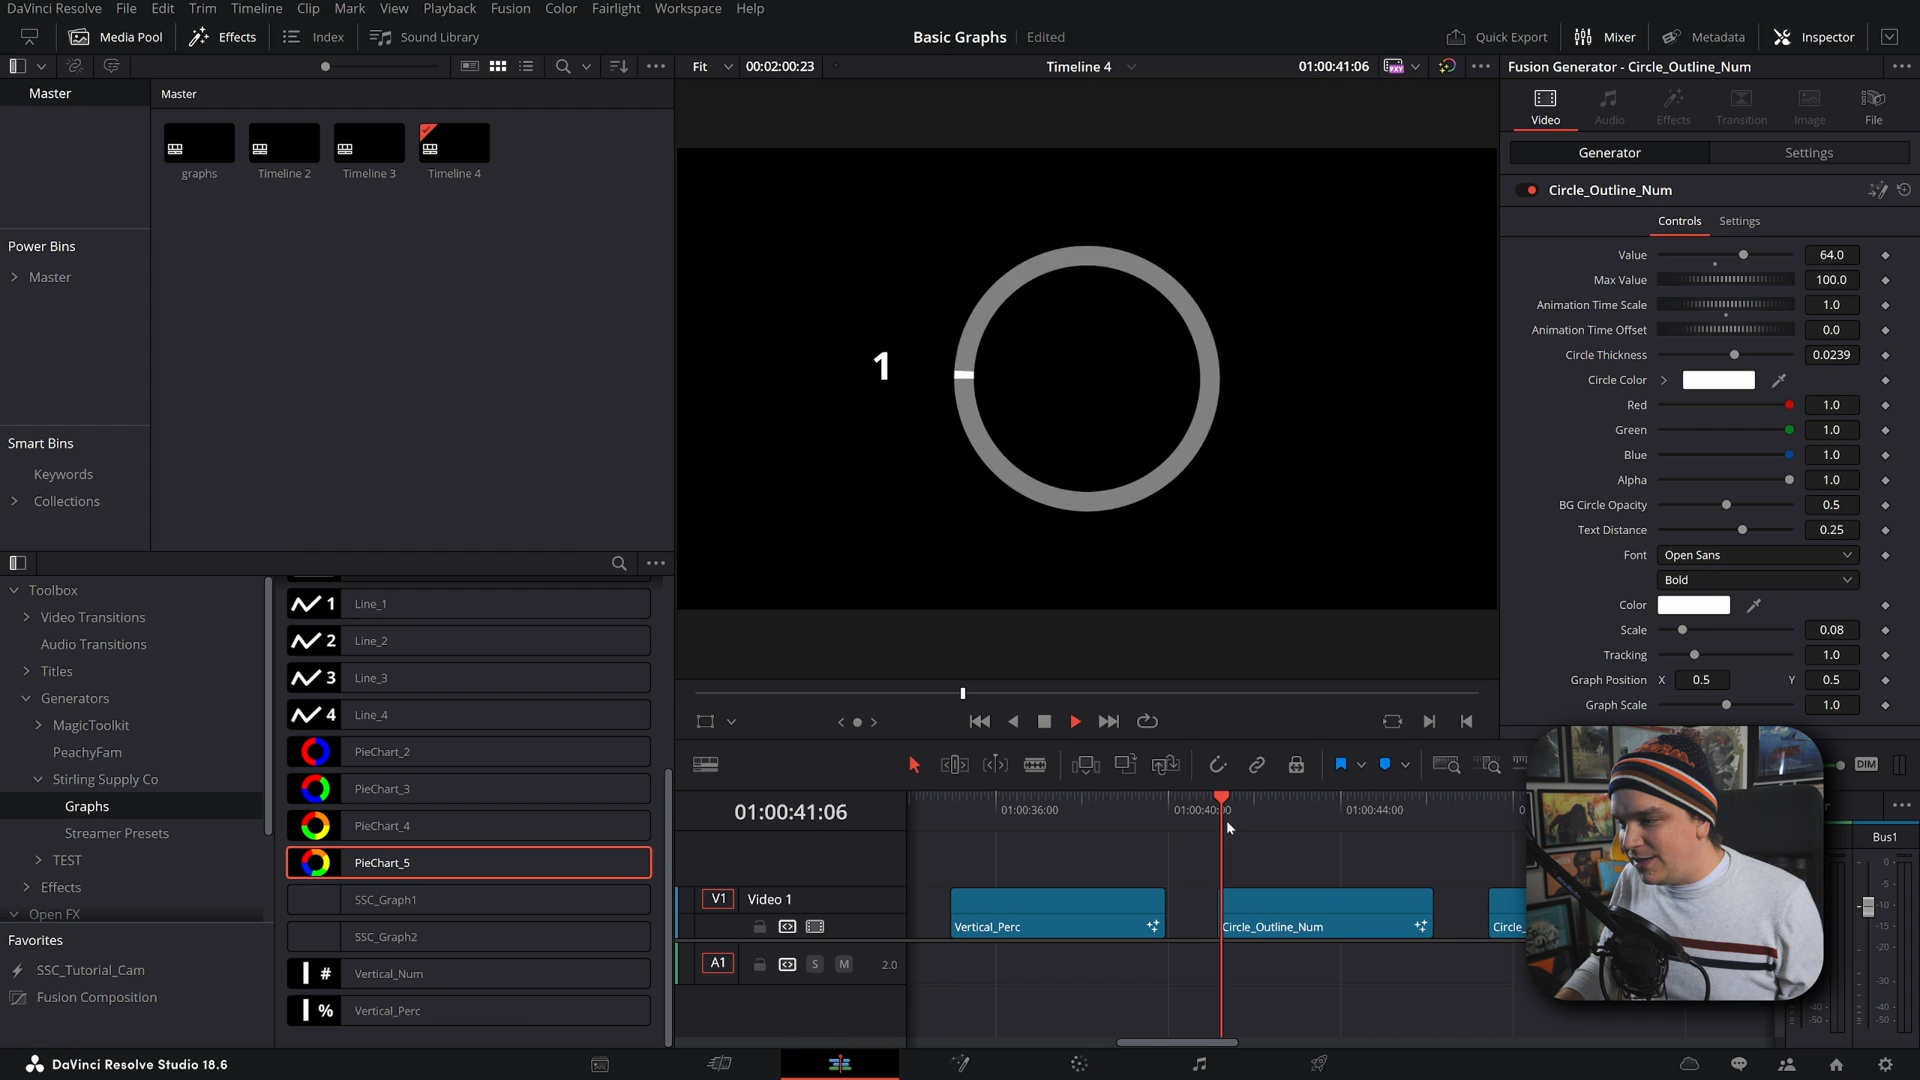 DaVinci Resolve File Edit Trim Timeline Clip Mark View Playback Fusion Color Fairlight Workspace Help
Media Pool Effects Index Sound Library
Basic Graphs Edited
Quick Export Mixer Metadata Inspector
Fit 00:02:00:23 Timeline 4 01:00:41:06
Fusion Generator - Circle_Outline_Num
Master
Master
graphs Timeline 2 Timeline 3 Timeline 4
Power Bins
Master
Smart Bins
Keywords
Collections
1
Video Audio Effects Transition Image File
Generator Settings
Circle_Outline_Num
Controls Settings
Value 64.0
Max Value 100.0
Animation Time Scale 1.0
Animation Time Offset 0.0
Circle Thickness 0.0239
Circle Color
Red 1.0
Green 1.0
Blue 1.0
Alpha 1.0
BG Circle Opacity 0.5
Text Distance 0.25
Font Open Sans
Bold
Color
Scale 0.08
Tracking 1.0
Graph Position X 0.5 Y 0.5
Graph Scale 1.0
Toolbox
Video Transitions
Audio Transitions
Titles
Generators
MagicToolkit
PeachyFam
Stirling Supply Co
Graphs
Streamer Presets
TEST
Effects
Open FX
Favorites
SSC_Tutorial_Cam
Fusion Composition
1 Line_1
2 Line_2
3 Line_3
4 Line_4
PieChart_2
PieChart_3
PieChart_4
PieChart_5
SSC_Graph1
SSC_Graph2
# Vertical_Num
% Vertical_Perc
DIM
01:00:41:06
01:00:36:00 01:00:40:00 01:00:44:00
V1 Video 1
Vertical_Perc Circle_Outline_Num Circle_
A1 S M 2.0
Bus1
0
-5
-10
-15
-20
-30
-40
-50
DaVinci Resolve Studio 18.6